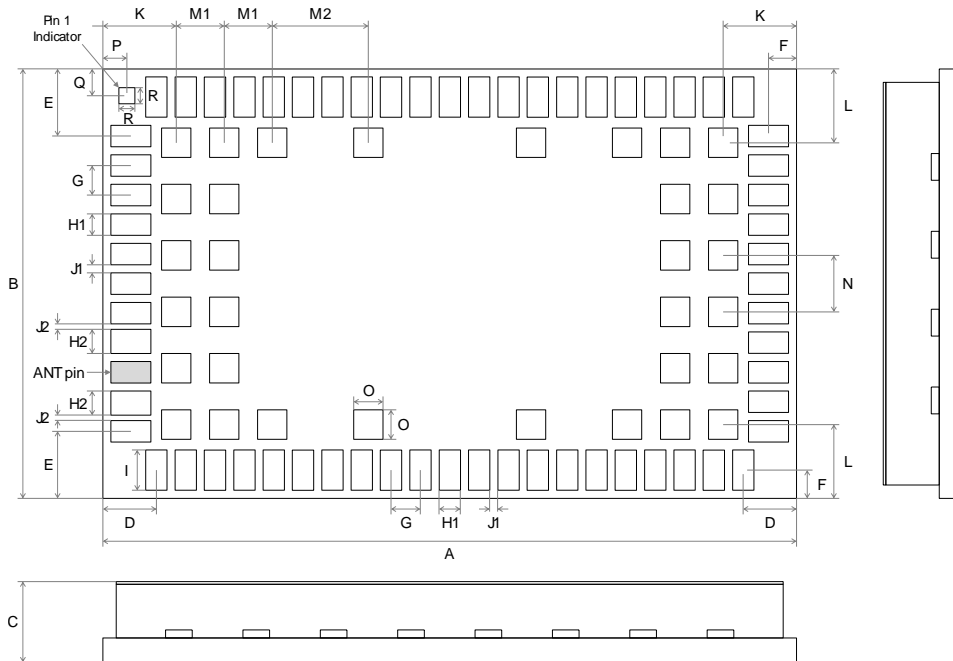 Pin 1
Indicator
K M1 M1 M2 K
P F
Q
E R L
R
G
H1
J1 N
B
J2
H2
ANT pin
O
H2
J2 O
E I L
F
D G H1 J1 D
A
C